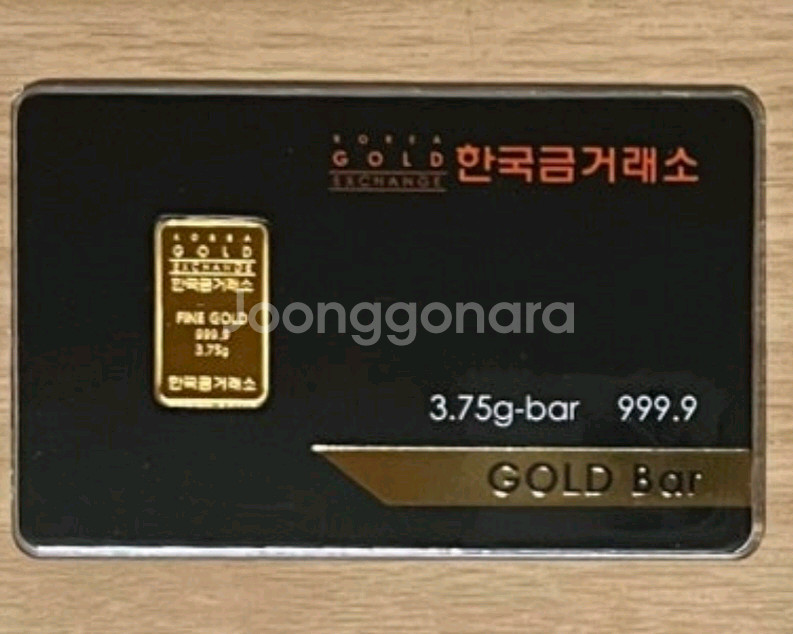 KOREA
GOLD
EXCHANGE
한국금거래소
KOREA
GOLD
EXCHANGE
한국금거래소
FINE GOLD
999.9
3.75g
한국금거래소
Joonggonara
3.75g-bar 999.9
GOLD Bar